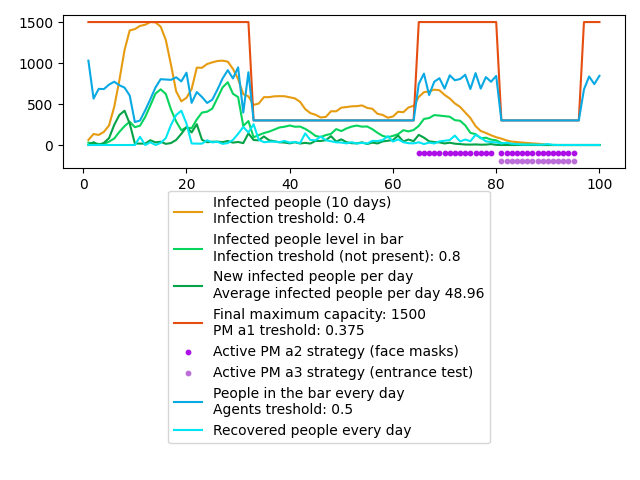 1500
1000
500
0
0
20
40
60
80
100
Infected people (10 days)
Infection treshold: 0.4
Infected people level in bar
Infection treshold (not present): 0.8
New infected people per day
Average infected people per day 48.96
Final maximum capacity: 1500
PM a1 treshold: 0.375
Active PM a2 strategy (face masks)
Active PM a3 strategy (entrance test)
People in the bar every day
Agents treshold: 0.5
Recovered people every day